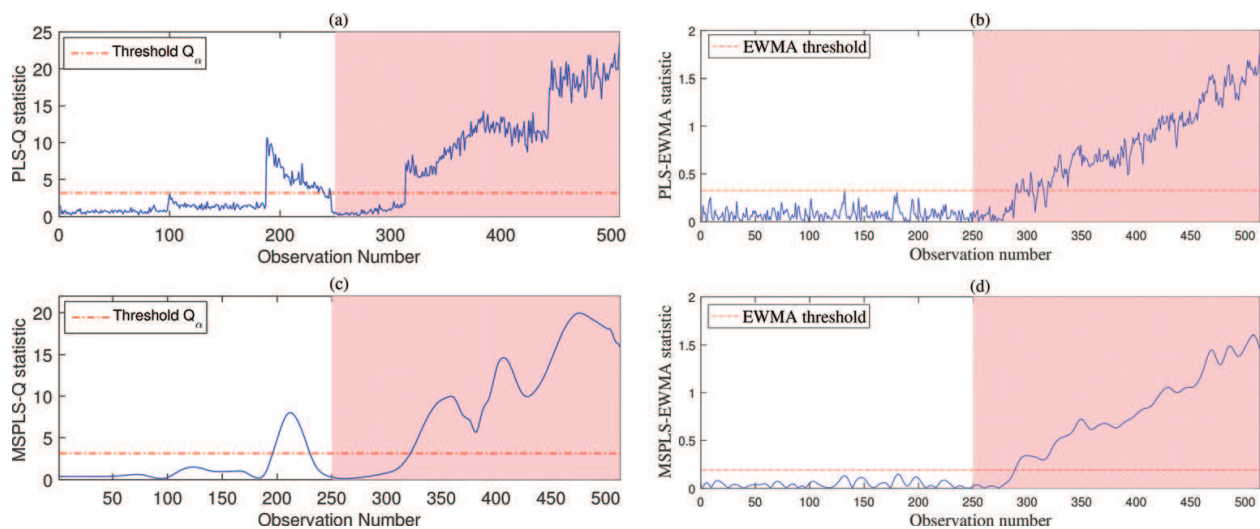 (a)
25
20
15
10
5
0
PLS-Q statistic
Threshold Q α
0 100 200 300 400 500
Observation Number
(b)
2
1.5
1
0.5
0
PLS-EWMA statistic
EWMA threshold
0 50 100 150 200 250 300 350 400 450 500
Observation number
(c)
20
15
10
5
0
MSPLS-Q statistic
Threshold Q α
50 100 150 200 250 300 350 400 450 500
Observation Number
(d)
2
1.5
1
0.5
0
MSPLS-EWMA statistic
EWMA threshold
0 50 100 150 200 250 300 350 400 450 500
Observation number